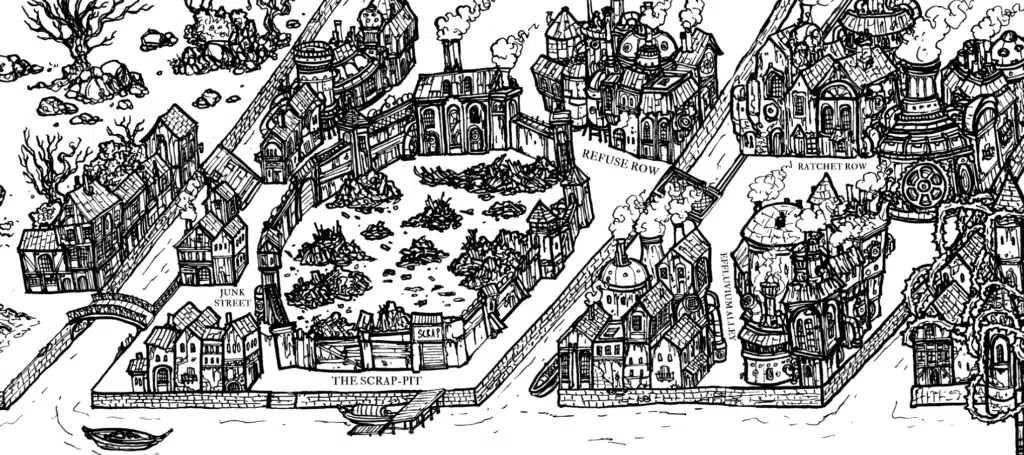 REFUSE ROW
RATCHET ROW
EFFLUVIUM ALLEY
JUNK
STREET
SCRAP
THE SCRAP-PIT